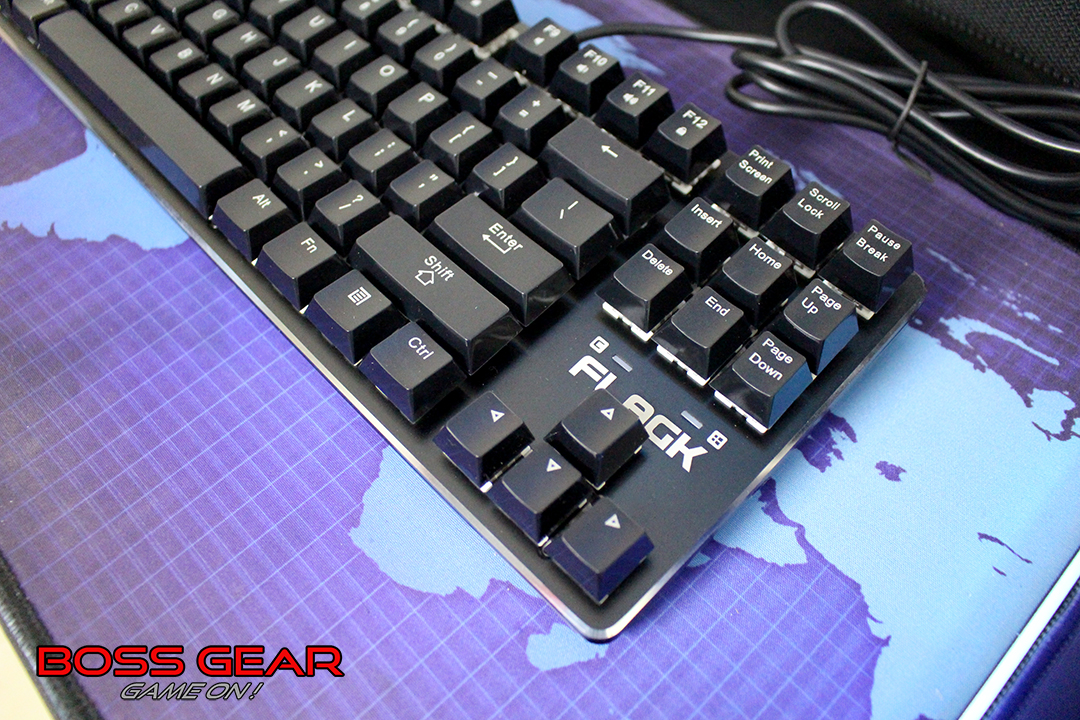 F9
F10
F11
F12
Print
Screen
Scroll
Lock
Pause
Break
Insert
Home
Page
Up
Delete
End
Page
Down
U
I
O
P
{
[
}
]
|
\
-
+
=
←
G
H
J
K
L
:
;
"
'
Enter
C
V
B
N
M
<
,
>
.
?
/
Shift
Alt
Fn
Ctrl
G
BOSS GEAR
GAME ON!